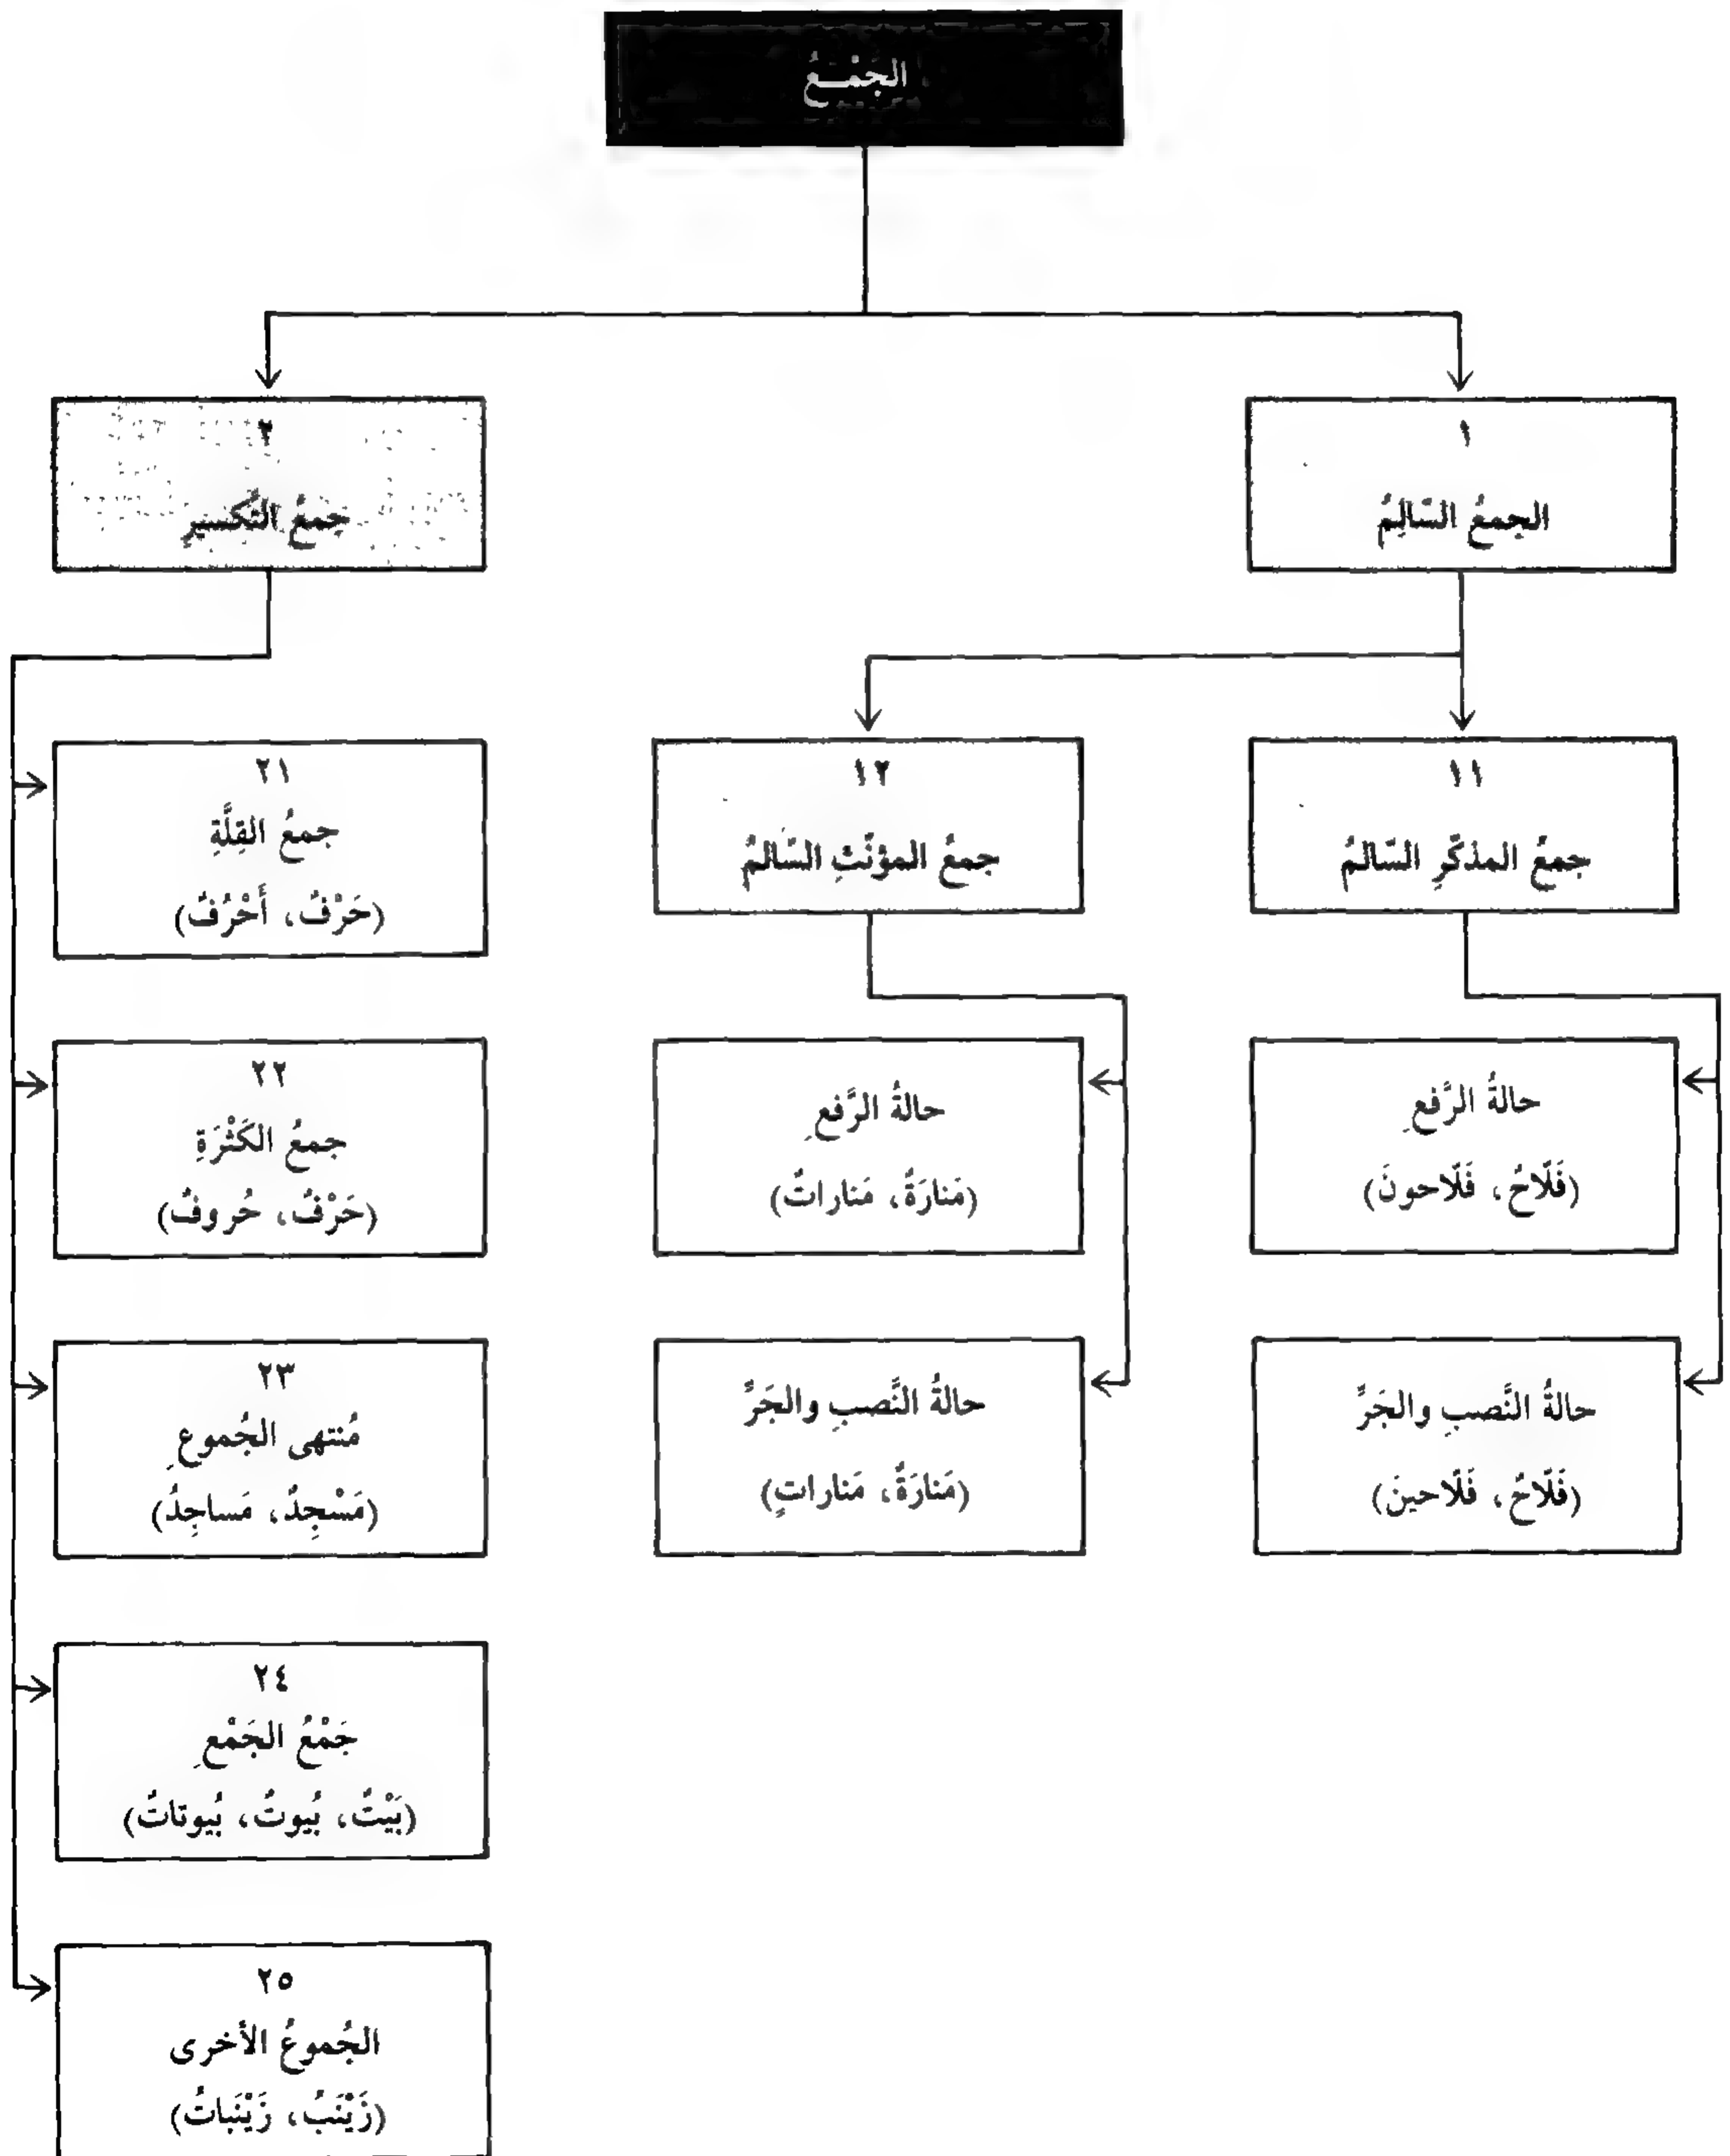 الجَمْعُ
١
الجمعُ السّالِمُ
٢
جمعُ التّكسيرِ
١١
جمعُ المذكّرِ السّالمُ
١٢
جمعُ المؤنّثِ السّالمُ
٢١
جمعُ القِلَّةِ
(حَرْفٌ، أَحْرُفٌ)
حالةُ الرَّفعِ
(فَلّاحٌ، فَلّاحونَ)
حالةُ الرَّفعِ
(مَنارَةٌ، مَناراتٌ)
٢٢
جمعُ الكَثْرَةِ
(حَرْفٌ، حُروفٌ)
حالةُ النَّصبِ والجَرِّ
(فَلّاحٌ، فَلّاحينَ)
حالةُ النَّصبِ والجَرِّ
(مَنارَةٌ، مَناراتٍ)
٢٣
مُنتهى الجُموعِ
(مَسْجِدٌ، مَساجِدُ)
٢٤
جَمْعُ الجَمْعِ
(بَيْتٌ، بُيوتٌ، بُيوتاتٌ)
٢٥
الجُموعُ الأخرى
(زَيْنَبُ، زَيْنَباتٌ)